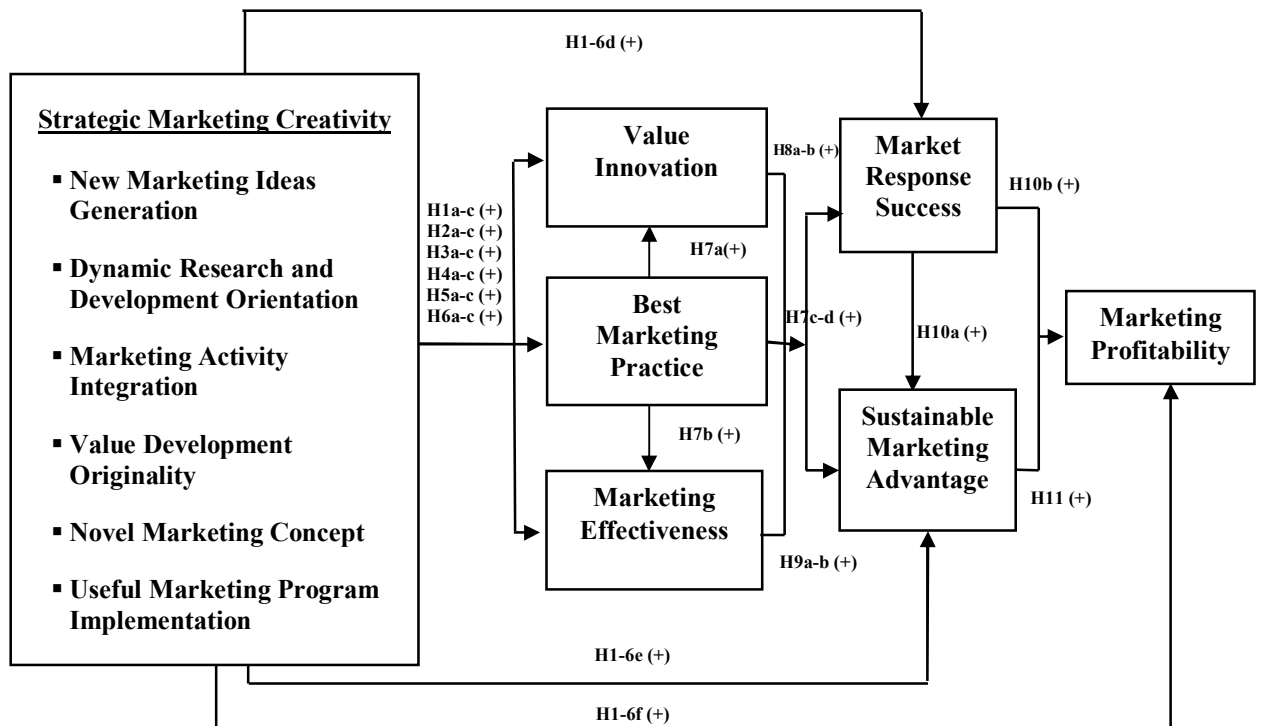 H1-6d (+)
Strategic Marketing Creativity
▪ New Marketing Ideas
Generation
▪ Dynamic Research and
Development Orientation
▪ Marketing Activity
Integration
▪ Value Development
Originality
▪ Novel Marketing Concept
▪ Useful Marketing Program
Implementation
H1a-c (+)
H2a-c (+)
H3a-c (+)
H4a-c (+)
H5a-c (+)
H6a-c (+)
Value
Innovation
H7a(+)
Best
Marketing
Practice
H7b (+)
Marketing
Effectiveness
H8a-b (+)
H7c-d (+)
H9a-b (+)
Market
Response
Success
H10a (+)
Sustainable
Marketing
Advantage
H10b (+)
H11 (+)
Marketing
Profitability
H1-6e (+)
H1-6f (+)